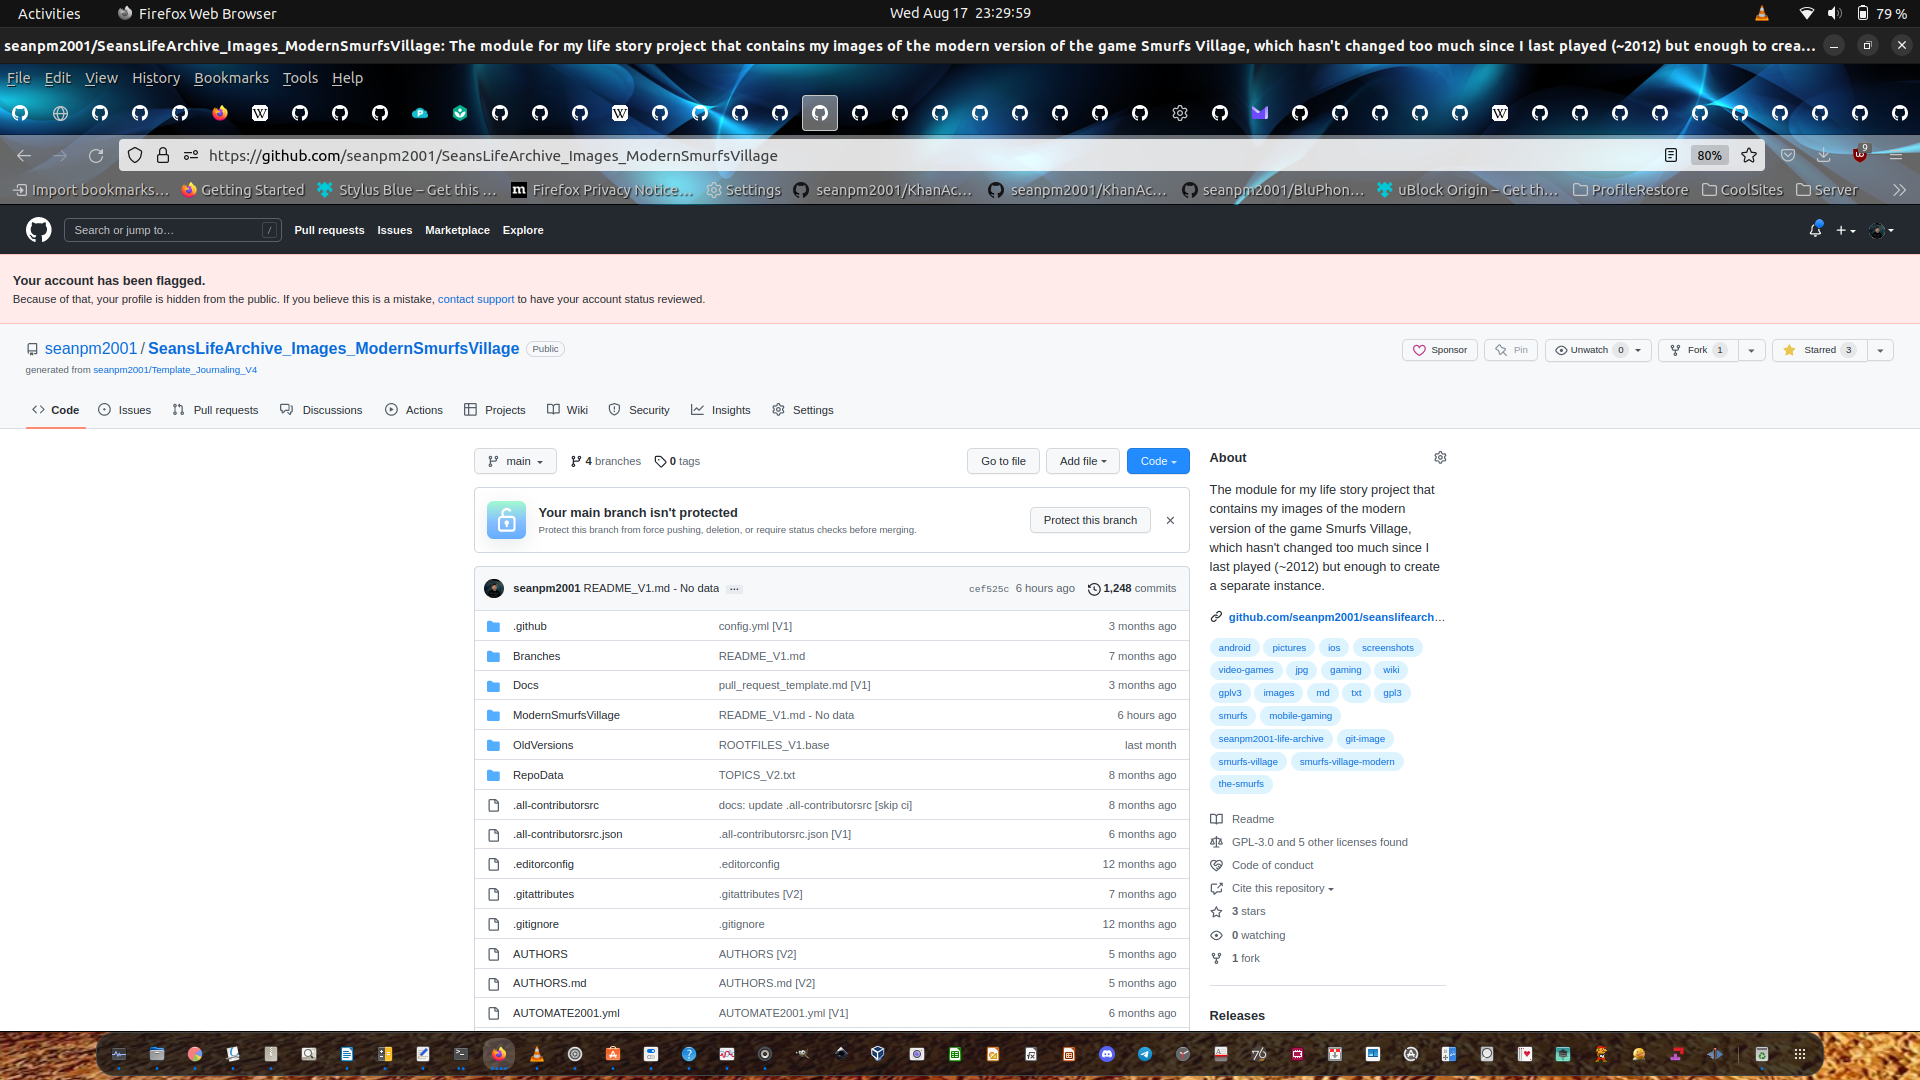 Activities
Firefox Web Browser
Wed Aug 17 23:29:59
79 %
seanpm2001/SeansLifeArchive_Images_ModernSmurfsVillage: The module for my life story project that contains my images of the modern version of the game Smurfs Village, which hasn't changed too much since I last played (~2012) but enough to crea…
File Edit View History Bookmarks Tools Help
https://github.com/seanpm2001/SeansLifeArchive_Images_ModernSmurfsVillage
80%
9
Import bookmarks… Getting Started Stylus Blue – Get this … Firefox Privacy Notice… Settings seanpm2001/KhanAc… seanpm2001/KhanAc… seanpm2001/BluPhon… uBlock Origin – Get th… ProfileRestore CoolSites Server
Search or jump to… /
Pull requests Issues Marketplace Explore
Your account has been flagged.
Because of that, your profile is hidden from the public. If you believe this is a mistake, contact support to have your account status reviewed.
seanpm2001 / SeansLifeArchive_Images_ModernSmurfsVillage Public
generated from seanpm2001/Template_Journaling_V4
Sponsor Pin Unwatch 0 Fork 1 Starred 3
Code Issues Pull requests Discussions Actions Projects Wiki Security Insights Settings
main 4 branches 0 tags
Go to file Add file Code
Your main branch isn't protected
Protect this branch from force pushing, deletion, or require status checks before merging.
Protect this branch
seanpm2001 README_V1.md - No data … cef525c 6 hours ago 1,248 commits
.github config.yml [V1] 3 months ago
Branches README_V1.md 7 months ago
Docs pull_request_template.md [V1] 3 months ago
ModernSmurfsVillage README_V1.md - No data 6 hours ago
OldVersions ROOTFILES_V1.base last month
RepoData TOPICS_V2.txt 8 months ago
.all-contributorsrc docs: update .all-contributorsrc [skip ci] 8 months ago
.all-contributorsrc.json .all-contributorsrc.json [V1] 6 months ago
.editorconfig .editorconfig 12 months ago
.gitattributes .gitattributes [V2] 7 months ago
.gitignore .gitignore 12 months ago
AUTHORS AUTHORS [V2] 5 months ago
AUTHORS.md AUTHORS.md [V2] 5 months ago
AUTOMATE2001.yml AUTOMATE2001.yml [V1] 6 months ago
About
The module for my life story project that
contains my images of the modern
version of the game Smurfs Village,
which hasn't changed too much since I
last played (~2012) but enough to create
a separate instance.
github.com/seanpm2001/seanslifearch…
android pictures ios screenshots
video-games jpg gaming wiki
gplv3 images md txt gpl3
smurfs mobile-gaming
seanpm2001-life-archive git-image
smurfs-village smurfs-village-modern
the-smurfs
Readme
GPL-3.0 and 5 other licenses found
Code of conduct
Cite this repository
3 stars
0 watching
1 fork
Releases